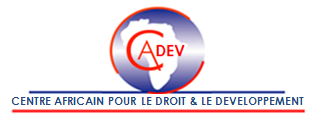 CADEV
CENTRE AFRICAIN POUR LE DROIT & LE DEVELOPPEMENT